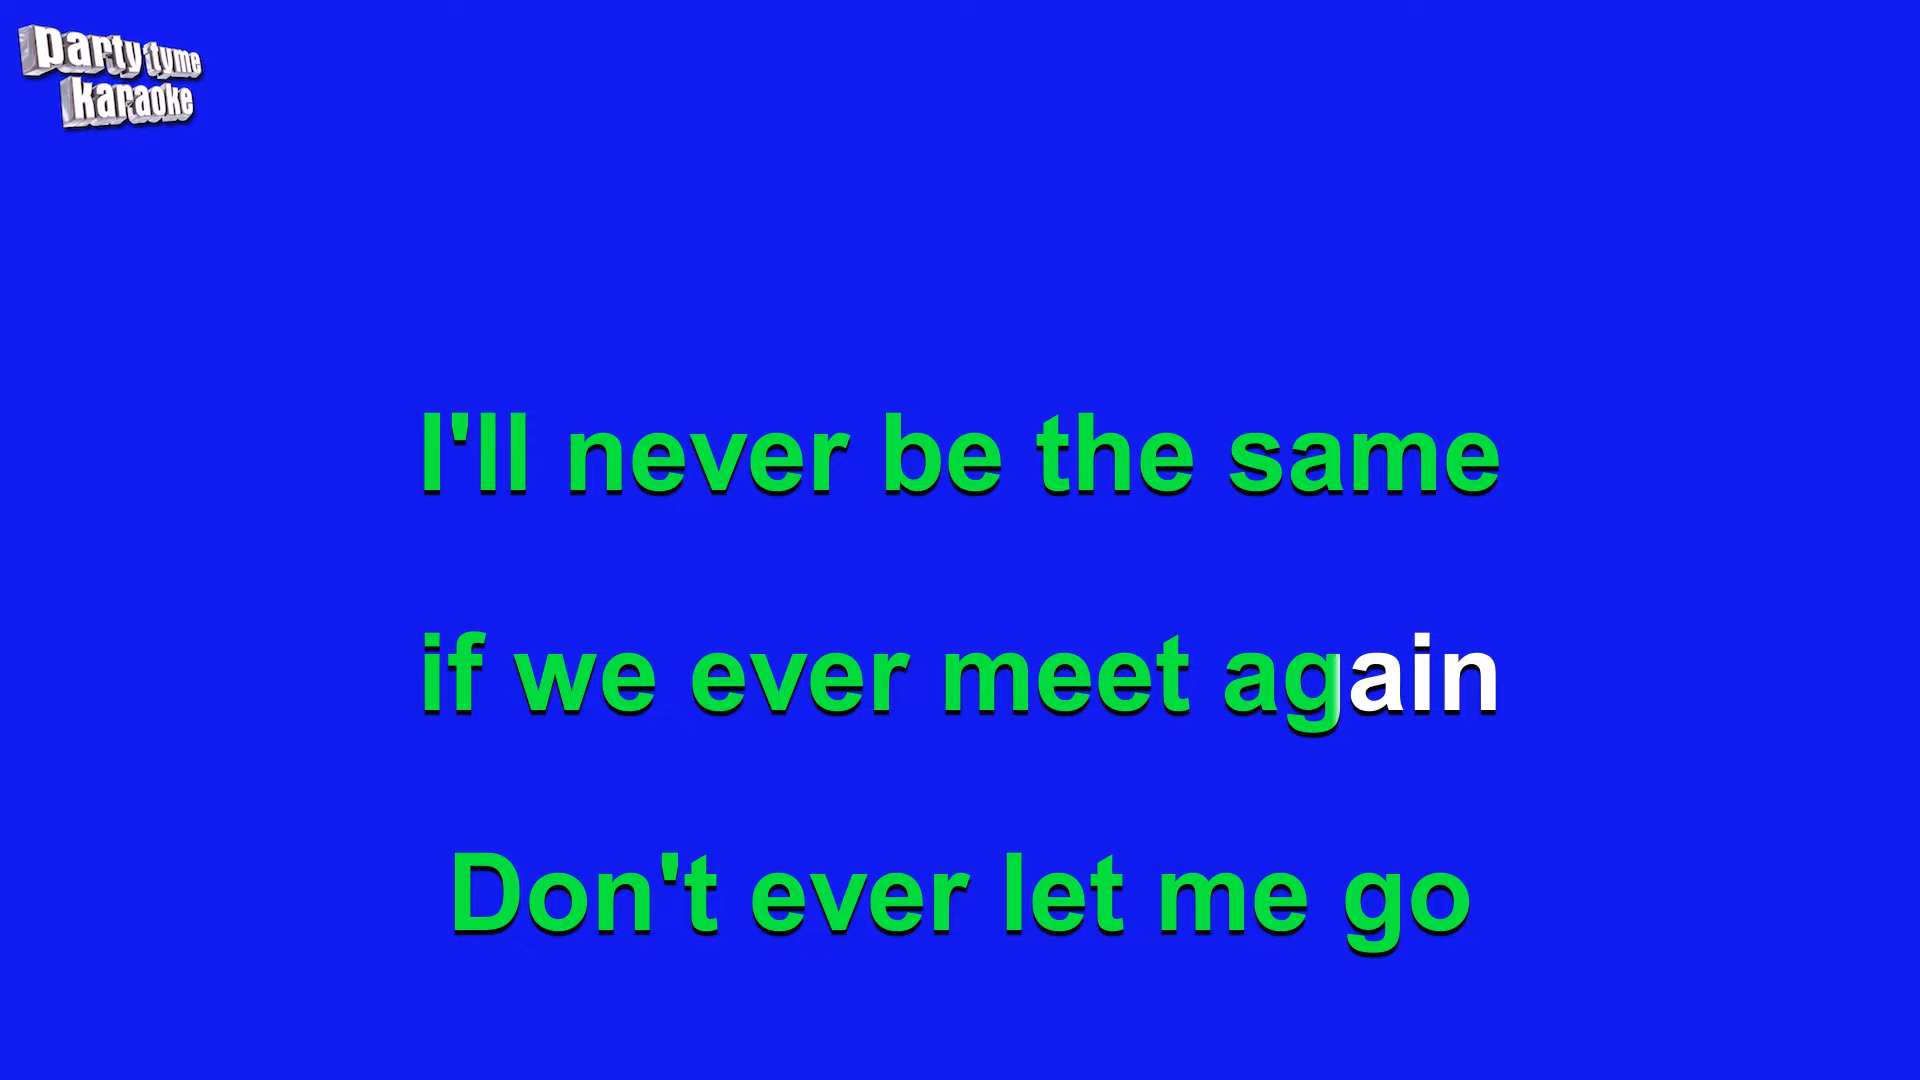 party tyme
karaoke
I'll never be the same
if we ever meet again
Don't ever let me go